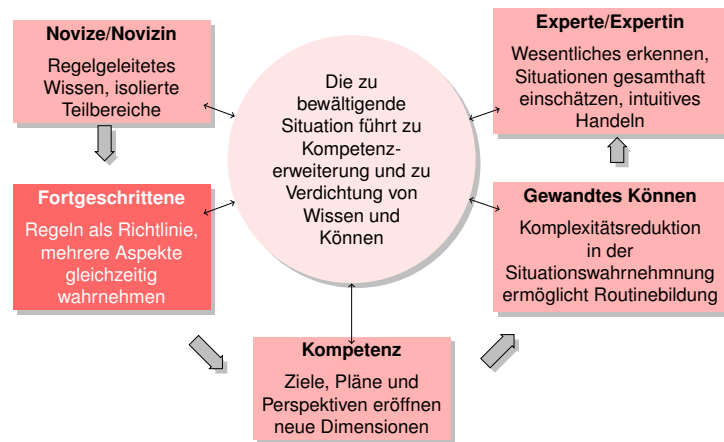 Novize/Novizin
Regelgeleitetes
Wissen, isolierte
Teilbereiche
Fortgeschrittene
Regeln als Richtlinie,
mehrere Aspekte
gleichzeitig
wahrnehmen
Die zu
bewältigende
Situation führt zu
Kompetenz-
erweiterung und zu
Verdichtung von
Wissen und
Können
Kompetenz
Ziele, Pläne und
Perspektiven eröffnen
neue Dimensionen
Gewandtes Können
Komplexitätsreduktion
in der
Situationswahrnehmnung
ermöglicht Routinebildung
Experte/Expertin
Wesentliches erkennen,
Situationen gesamthaft
einschätzen, intuitives
Handeln